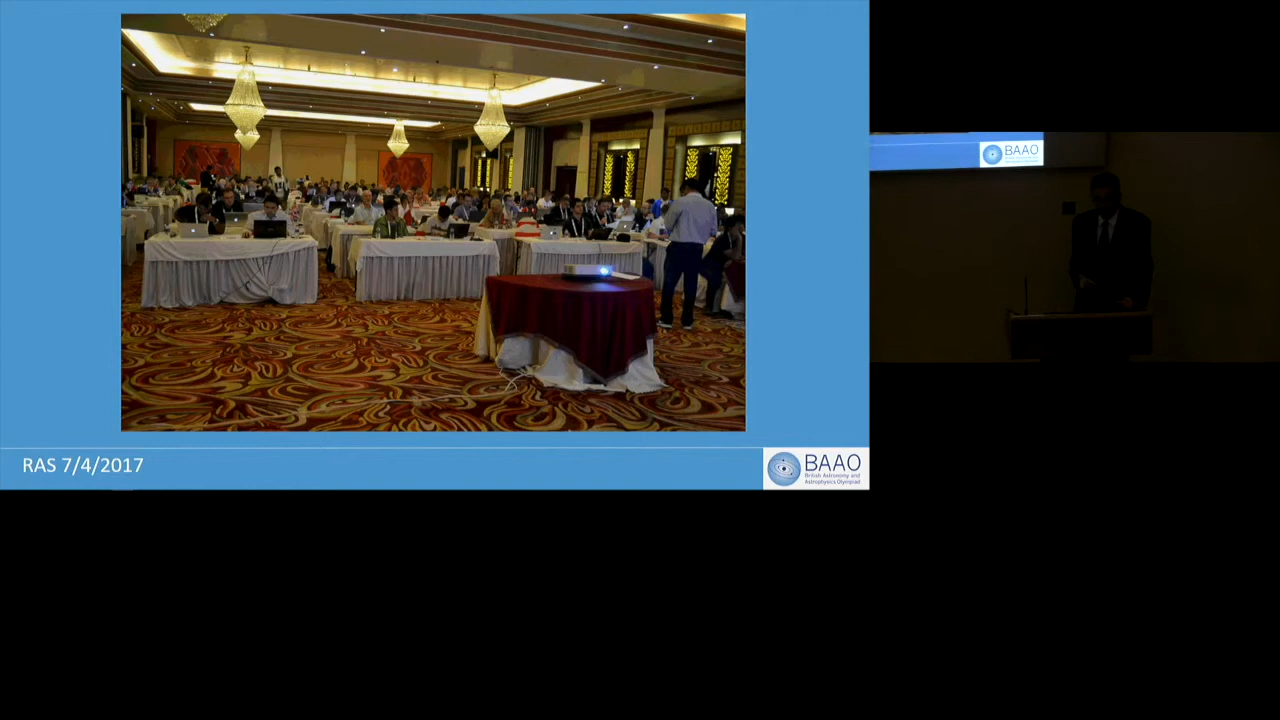 RAS 7/4/2017
BAAO
British Astronomy and
Astrophysics Olympiad
BAAO